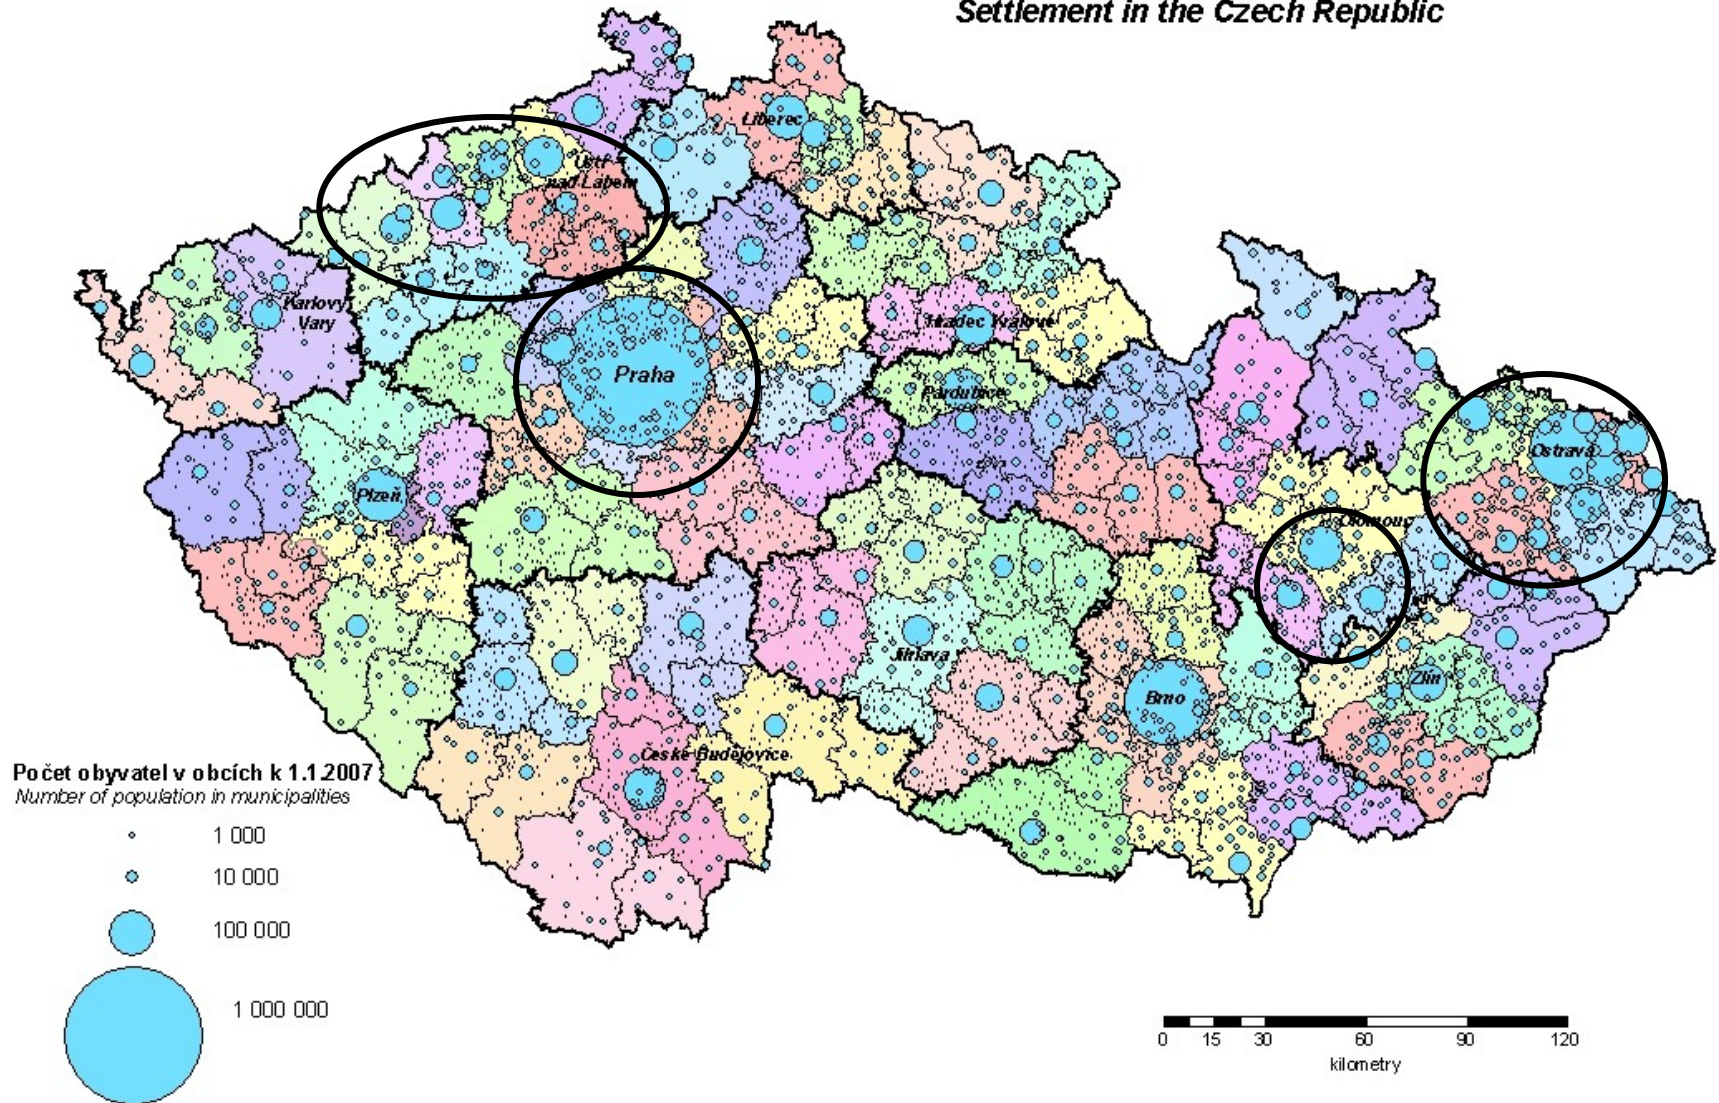 Settlement in the Czech Republic
Liberec
Ústí
nad Labem
Karlovy
Vary
Hradec Králové
Praha
Pardubice
Plzeň
Ostrava
Olomouc
Jihlava
Zlín
Brno
České Budějovice
Počet obyvatel v obcích k 1.1.2007
Number of population in municipalities
1 000
10 000
100 000
1 000 000
0 15 30 60 90 120
kilometry